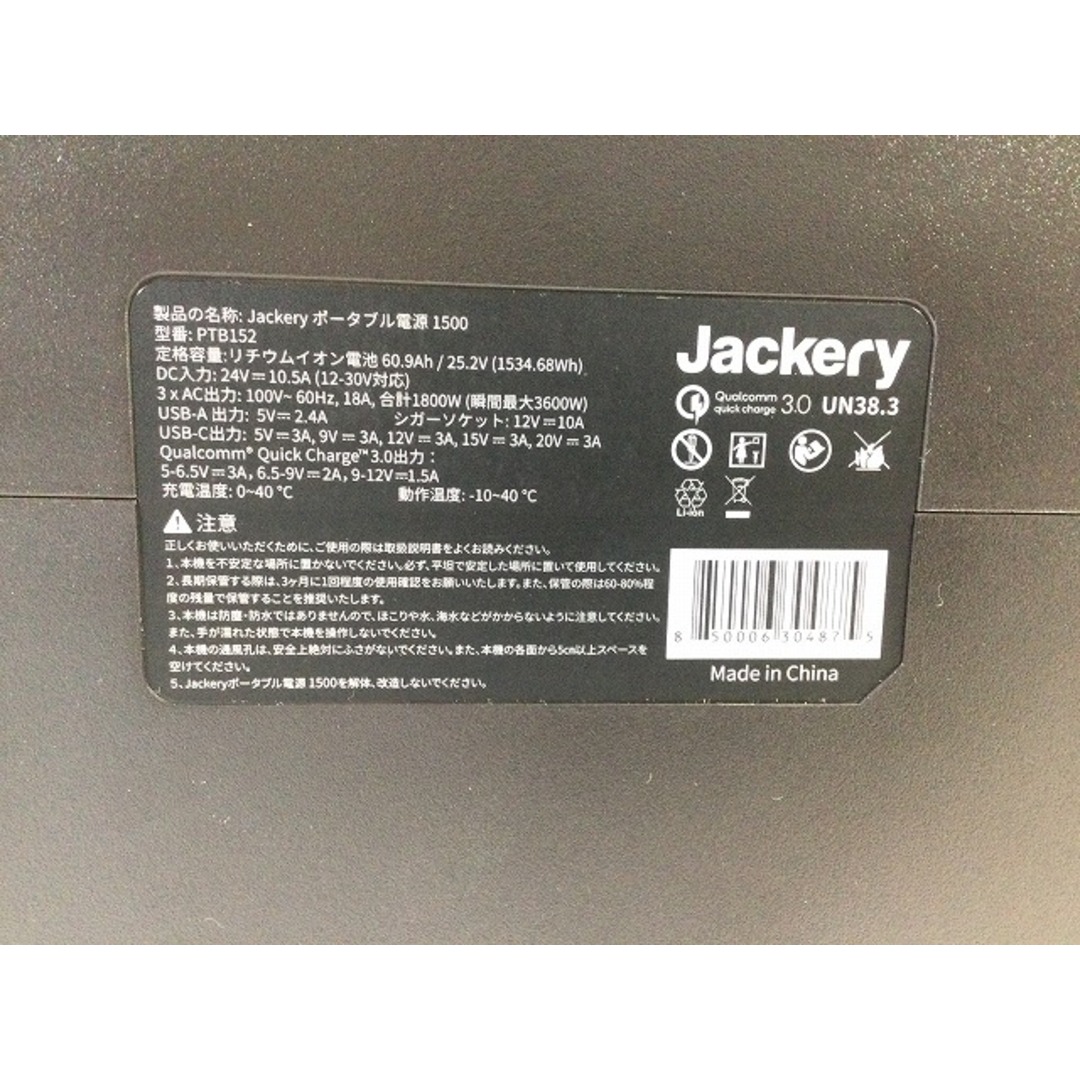 製品の名称: Jackery ポータブル電源 1500
型番: PTB152
定格容量:リチウムイオン電池 60.9Ah / 25.2V (1534.68Wh)
DC入力: 24V⎓10.5A (12-30V対応)
3 x AC出力: 100V~ 60Hz, 18A, 合計1800W (瞬間最大3600W)
USB-A 出力: 5V⎓2.4A シガーソケット: 12V⎓10A
USB-C出力: 5V⎓3A, 9V⎓3A, 12V⎓3A, 15V⎓3A, 20V⎓3A
Qualcomm® Quick Charge™ 3.0出力:
5-6.5V⎓3A, 6.5-9V⎓2A, 9-12V⎓1.5A
充電温度: 0~40 ℃ 動作温度: -10~40 ℃
注意
正しくお使いいただくために、ご使用の際は取扱説明書をよくお読みください。
1、本機を不安定な場所に置かないでください。必ず、平坦で安定した場所に置いて使用してください。
2、長期保管する際は、3ヶ月に1回程度の使用確認をお願いいたします。また、保管の際は60-80%程
度の残量で保管することを推奨いたします。
3、本機は防塵・防水ではありませんので、ほこりや水、海水などがかからないように注意してください。
また、手が濡れた状態で本機を操作しないでください。
4、本機の通風孔は、安全上絶対にふさがないでください。また、本機の各面から5cm以上スペースを
空けてください。
5、Jackeryポータブル電源 1500を解体、改造しないでください。
Jackery
Qualcomm
quick charge 3.0 UN38.3
Li-ion
8 50006 30487 5
Made in China